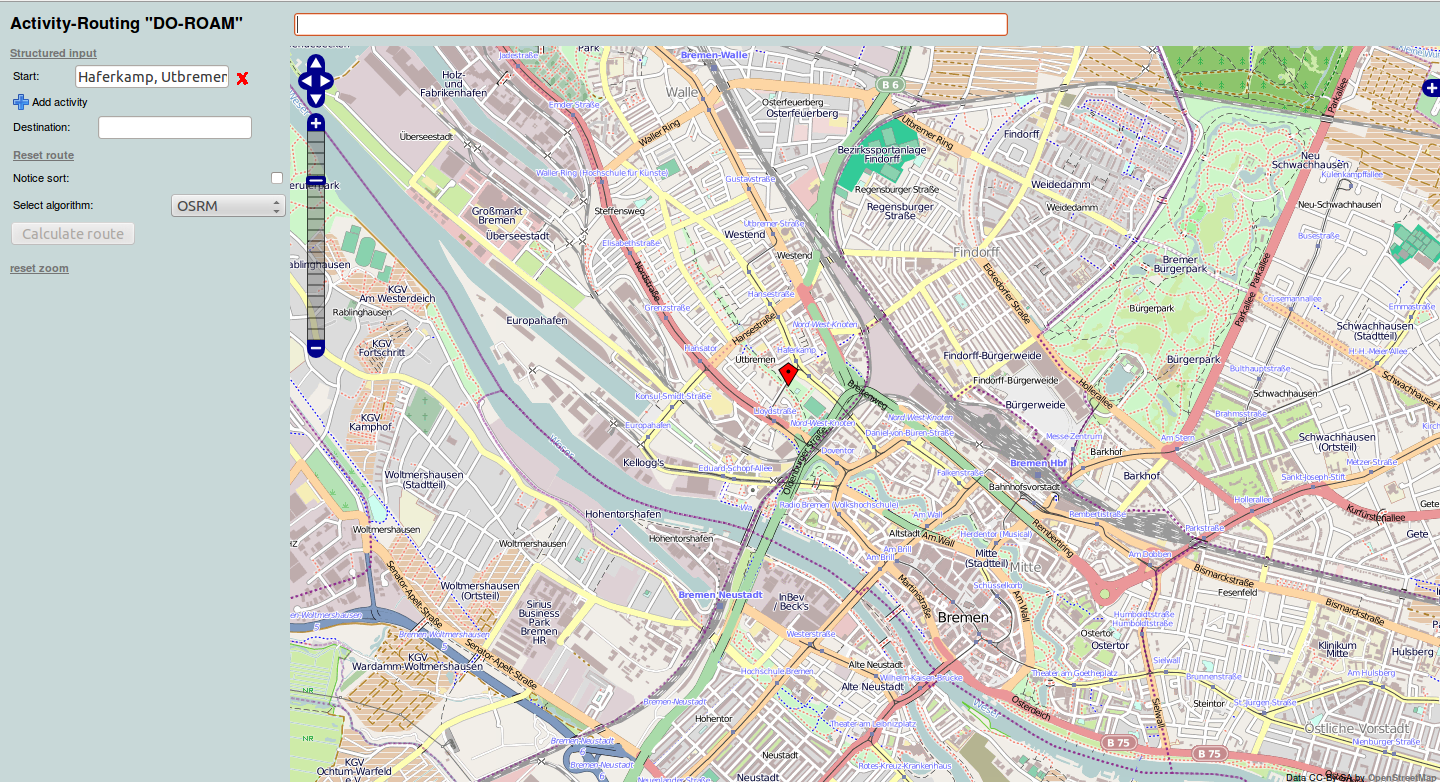 Activity-Routing "DO-ROAM"
Structured input
Start:
Haferkamp, Utbremen
Add activity
Destination:
Reset route
Notice sort:
Select algorithm:
OSRM
Calculate route
reset zoom
Jadestraße
Park
Bremen-Walle
Holz-
und
Fabrikenhafen
Walle
B 6
Parkallee
Emder Straße
Osterfeuerberg
Osterfeuerberg
Überseestadt
Waller Ring
Utbremer Ring
Findorff
Bezirkssportanlage
Findorff
Neu
Schwachhausen
Waller Ring (Hochschule für Künste)
Kulenkampffallee
Gustavstraße
Regensburger Straße
Weidedamm
Großmarkt
Bremen
Steffensweg
Regensburger
Straße
Weidedamm
Neu-Schwachhausen
Überseestadt
Utbremer Straße
Westend
Elisabethstraße
Busestraße
Westend
Findorff
Bremer
Bürgerpark
Parkallee
Nordstraße
Eickedorfer Straße
KGV
Am Westerdeich
Hansestraße
Crüsemannallee
Rablinghausen
Grenzstraße
Bürgerpark
Emmastraße
Europahafen
Hansestraße
Nord-West-Knoten
Parkallee
Schwachhausen
(Stadtteil)
KGV
Fortschritt
Hansator
Haferkamp
Utbremen
Findorff-Bürgerweide
Bürgerpark
H.-H.-Meier-Allee
Bulthauptstraße
Findorff-Bürgerweide
Breitenweg
Hollerallee
Schwachhausen
Konsul-Smidt-Straße
Lloydstraße
Bürgerweide
KGV
Kamphof
Europahafen
Nord-West-Knoten
Nord-West-Knoten
Brahmsstraße
Daniel-von-Büren-Straße
Messe-Zentrum
Am Stern
Schwachhausen
(Ortsteil)
Weser
Doventor
Barkhof
Kellogg's
Eduard-Schopf-Allee
Oldenburger Straße
Bremen Hbf
Metzer Straße
Woltmershausen
(Stadtteil)
Falkenstraße
Barkhof
Sankt-Joseph-Stift
Bahnhofsvorstadt
Hollerallee
Hohentorshafen
Radio Bremen (Volkshochschule)
Am Wall
Rembertistraße
Kurfürstenallee
Woltmershausen
Hohentorshafen
Altstadt
Am Wall
Herdentor (Musical)
Rembertiring
Parkstraße
Gete
Woltmershausen
Am Brill
Am Brill
Mitte
(Stadtteil)
Mitte
Am Dobben
Senator-Apelt-Straße
Woltmershausen
(Ortsteil)
Bremen Neustadt
InBev
/ Beck's
Martinistraße
Schüsselkorb
Am Wall
Bismarckstraße
Fesenfeld
Sirius
Business
Park
Bremen
HR
Bremen
Humboldtstraße
Humboldtstraße
Bismarckstraße
Bremen-Woltmershausen
Westerstraße
Ostertor
Ostertor
Klinikum
Mitte
Hulsberg
Senator-Apelt-Straße
KGV
Wardamm-Woltmershausen
Hochschule Bremen
Alte Neustadt
Sielwall
Theater am Goetheplatz
Brunnenstraße
Am Hulsberg
NR
Alte Neustadt
Wilhelm-Kaisen-Brücke
Bremen-Neustadt
Osterdeich
Sielwall
Steintor
St.-Jürgen-Straße
Hohentor
Theater am Leibnizplatz
Weser
Östliche Vorstadt
NR
Bremen-Neustadt
B 75
B 75
Nienburger Straße
KGV
Ochtum-Warfeld
e.V.
Bremen-Neustadt
Neustadt
Neustadt
Neuenlander Straße
Rotes-Kreuz-Krankenhaus
Data CC-By-SA by OpenStreetMap